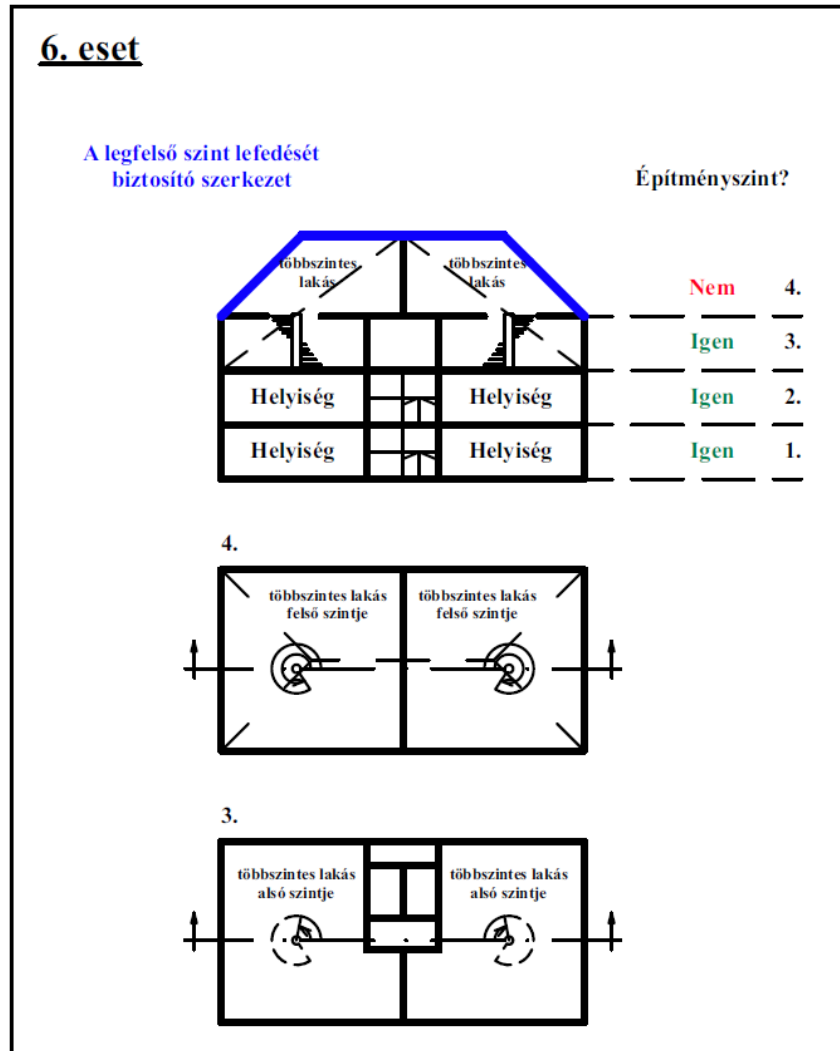 6. eset
A legfelső szint lefedését
biztosító szerkezet
Építményszint?
többszintes
lakás
többszintes
lakás
Nem 4.
Igen 3.
Helyiség Helyiség Igen 2.
Helyiség Helyiség Igen 1.
4.
többszintes lakás
felső szintje
többszintes lakás
felső szintje
3.
többszintes lakás
alsó szintje
többszintes lakás
alsó szintje